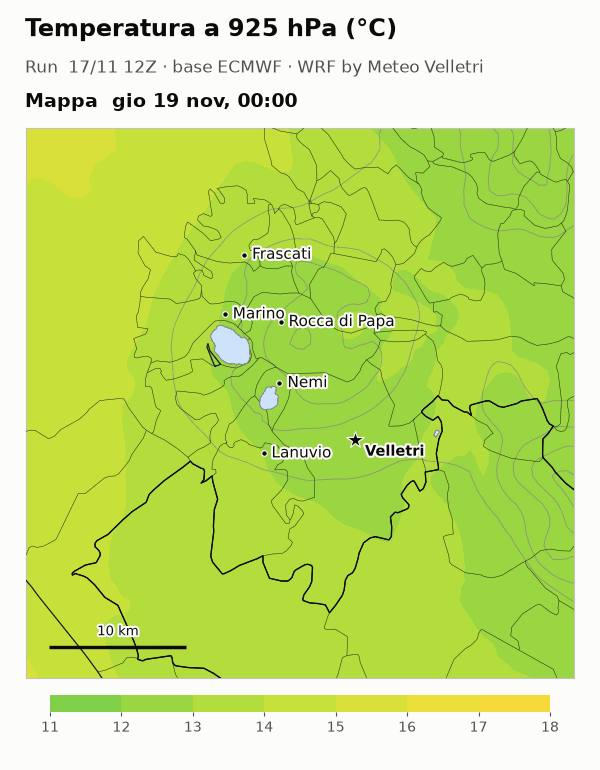 Temperatura a 925 hPa (°C)
Run  17/11 12Z · base ECMWF · WRF by Meteo Velletri
Mappa  gio 19 nov, 00:00
Frascati
Marino
Rocca di Papa
Nemi
Velletri
Lanuvio
10 km
11 12 13 14 15 16 17 18